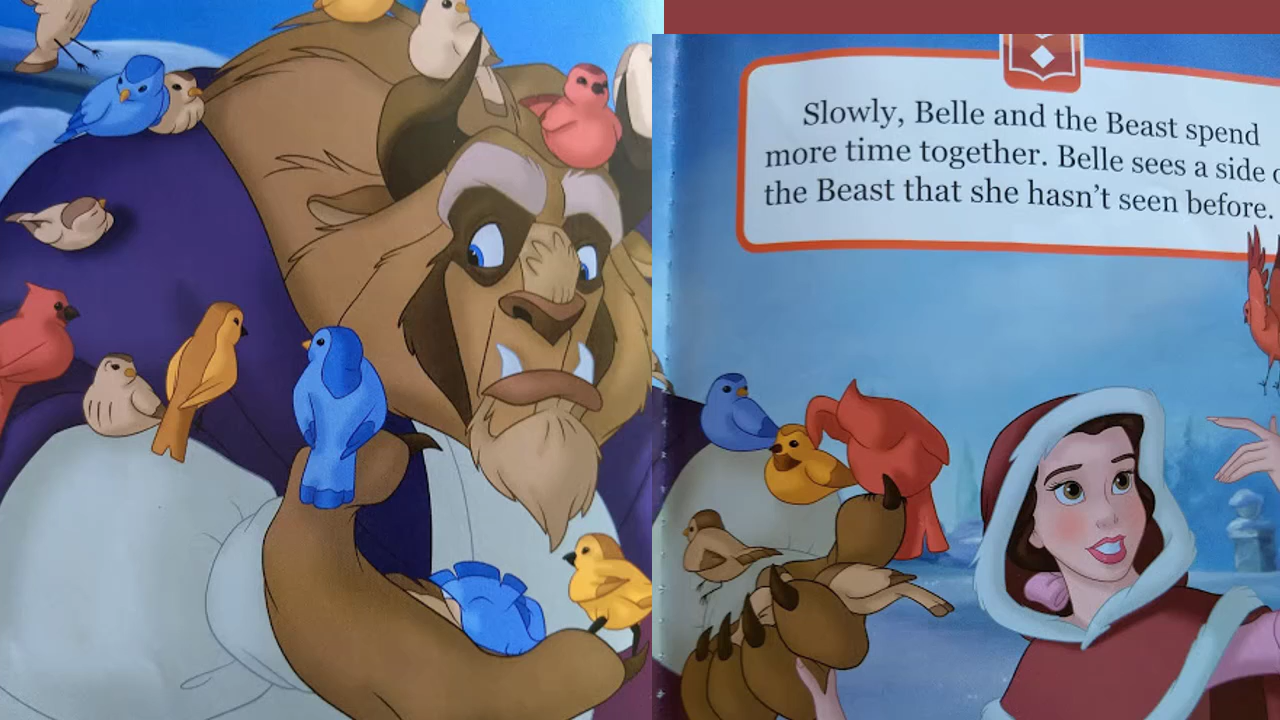 Slowly, Belle and the Beast spend
more time together. Belle sees a side
the Beast that she hasn't seen before.